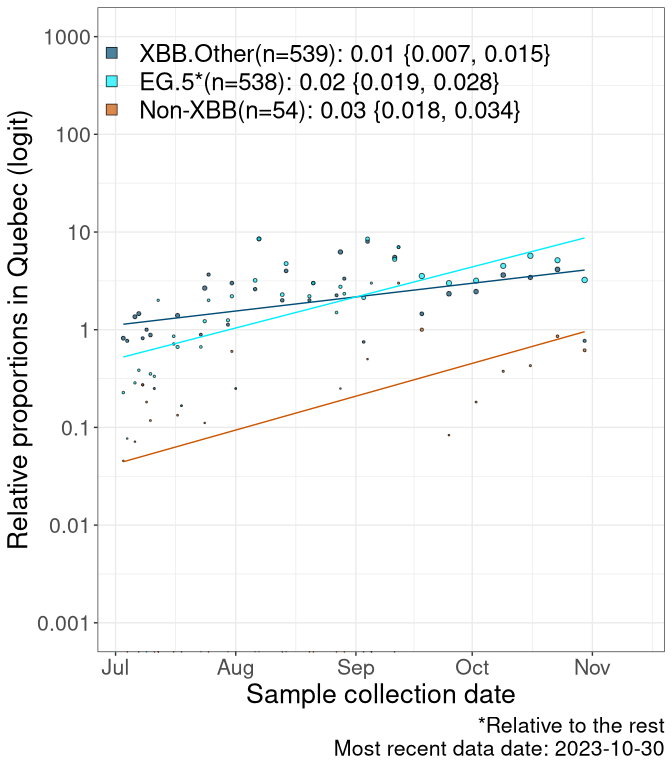 1000
100
10
1
0.1
0.01
0.001
Relative proportions in Quebec (logit)
XBB.Other(n=539): 0.01 {0.007, 0.015}
EG.5*(n=538): 0.02 {0.019, 0.028}
Non-XBB(n=54): 0.03 {0.018, 0.034}
Jul Aug Sep Oct Nov
Sample collection date
*Relative to the rest
Most recent data date: 2023-10-30